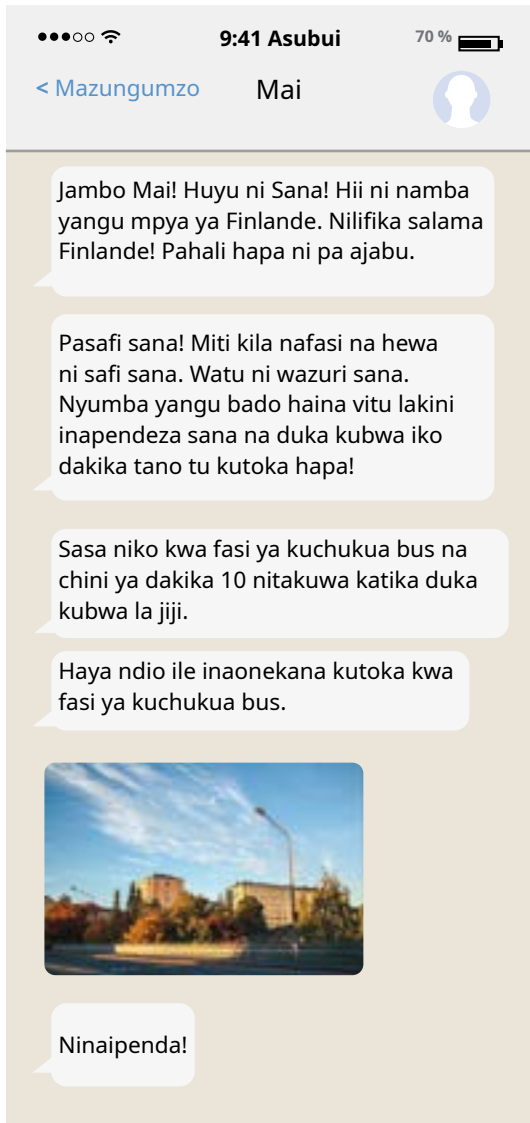 9:41 Asubui
70 %
< Mazungumzo
Mai
Jambo Mai! Huyu ni Sana! Hii ni namba
yangu mpya ya Finlande. Nilifika salama
Finlande! Pahali hapa ni pa ajabu.
Pasafi sana! Miti kila nafasi na hewa
ni safi sana. Watu ni wazuri sana.
Nyumba yangu bado haina vitu lakini
inapendeza sana na duka kubwa iko
dakika tano tu kutoka hapa!
Sasa niko kwa fasi ya kuchukua bus na
chini ya dakika 10 nitakuwa katika duka
kubwa la jiji.
Haya ndio ile inaonekana kutoka kwa
fasi ya kuchukua bus.
Ninaipenda!